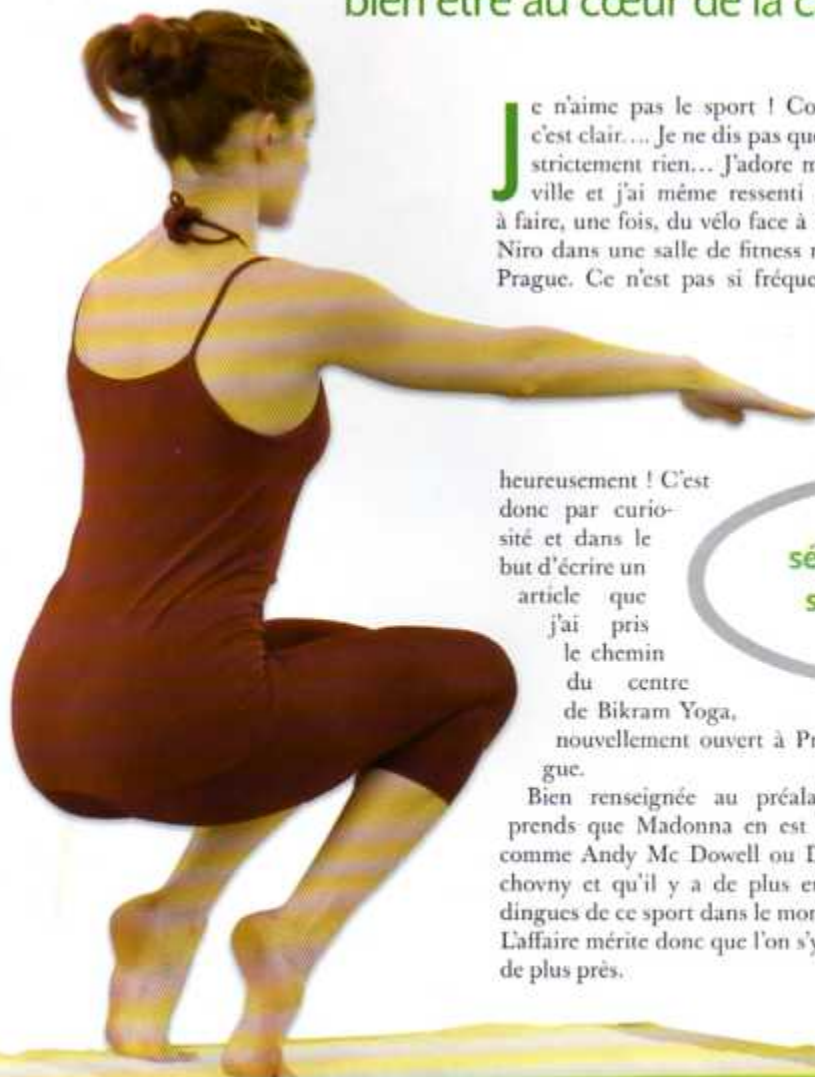 bien être au cœur de la c
Je n'aime pas le sport ! Co
c'est clair.... Je ne dis pas que
strictement rien... J'adore m
ville et j'ai même ressenti
à faire, une fois, du vélo face à
Niro dans une salle de fitness
Prague. Ce n'est pas si fréque
heureusement ! C'est
donc par curio-
sité et dans le
but d'écrire un
article que
j'ai pris
le chemin
du centre
de Bikram Yoga,
nouvellement ouvert à Pr
gue.
Bien renseignée au préala
prends que Madonna en est
comme Andy Mc Dowell ou D
chovny et qu'il y a de plus e
dingues de ce sport dans le mor
L'affaire mérite donc que l'on s'y
de plus près.
sé
s